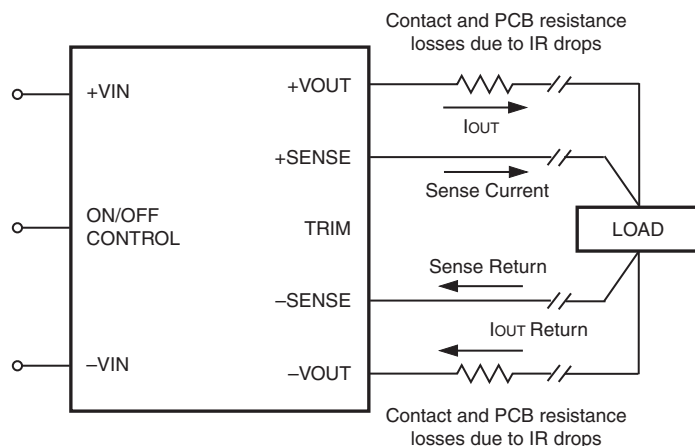 Contact and PCB resistance
losses due to IR drops
+VIN
+VOUT
IOUT
+SENSE
Sense Current
ON/OFF
CONTROL
TRIM
LOAD
Sense Return
–SENSE
IOUT Return
–VIN
–VOUT
Contact and PCB resistance
losses due to IR drops